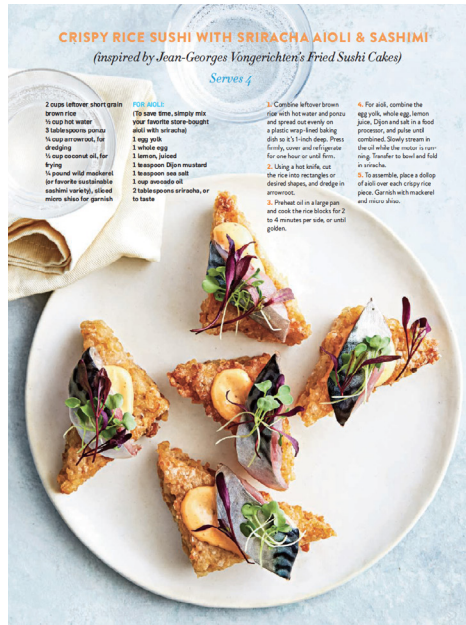 CRISPY RICE SUSHI WITH SRIRACHA AIOLI & SASHIMI
(inspired by Jean-Georges Vongerichten's Fried Sushi Cakes)
Serves 4
2 cups leftover short grain
brown rice
½ cup hot water
3 tablespoons ponzu
¼ cup arrowroot, for
dredging
½ cup coconut oil, for
frying
¼ pound wild mackerel
(or favorite sustainable
sashimi variety), sliced
micro shiso for garnish
FOR AIOLI:
(To save time, simply mix
your favorite store-bought
aioli with sriracha)
1 egg yolk
1 whole egg
1 lemon, juiced
1 teaspoon Dijon mustard
1 teaspoon sea salt
1 cup avocado oil
2 tablespoons sriracha, or
to taste
1. Combine leftover brown
rice with hot water and ponzu
and spread out evenly on
a plastic wrap-lined baking
dish so it's 1-inch deep. Press
firmly, cover and refrigerate
for one hour or until firm.
2. Using a hot knife, cut
the rice into rectangles or
desired shapes, and dredge in
arrowroot.
3. Preheat oil in a large pan
and cook the rice blocks for 2
to 4 minutes per side, or until
golden.
4. For aioli, combine the
egg yolk, whole egg, lemon
juice, Dijon and salt in a food
processor, and pulse until
combined. Slowly stream in
the oil while the motor is run-
ning. Transfer to bowl and fold
in sriracha.
5. To assemble, place a dollop
of aioli over each crispy rice
piece. Garnish with mackerel
and micro shiso.